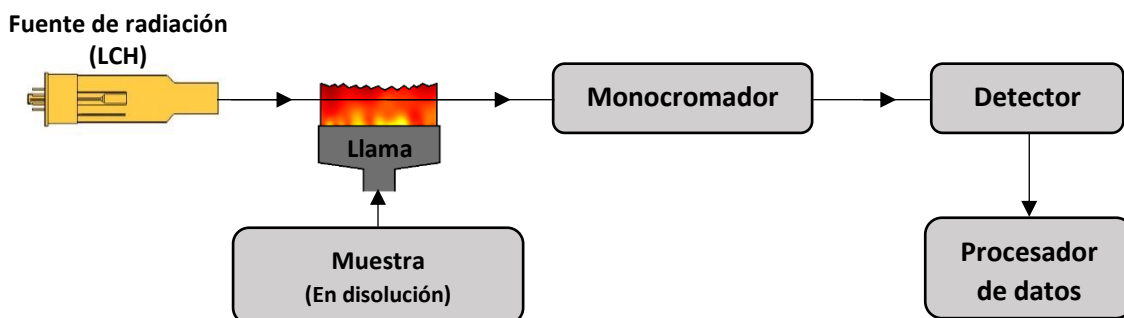 Fuente de radiación
(LCH)
Llama
Monocromador
Detector
Muestra
(En disolución)
Procesador
de datos